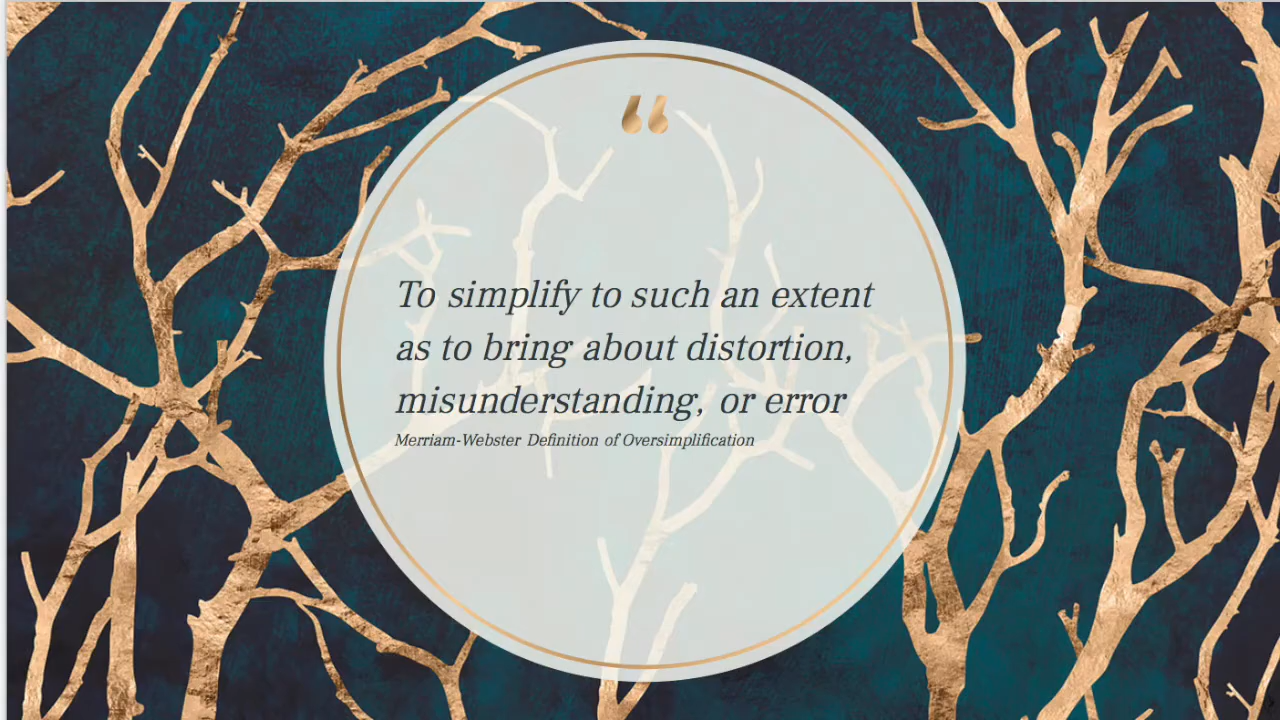 “
To simplify to such an extent
as to bring about distortion,
misunderstanding, or error
Merriam-Webster Definition of Oversimplification